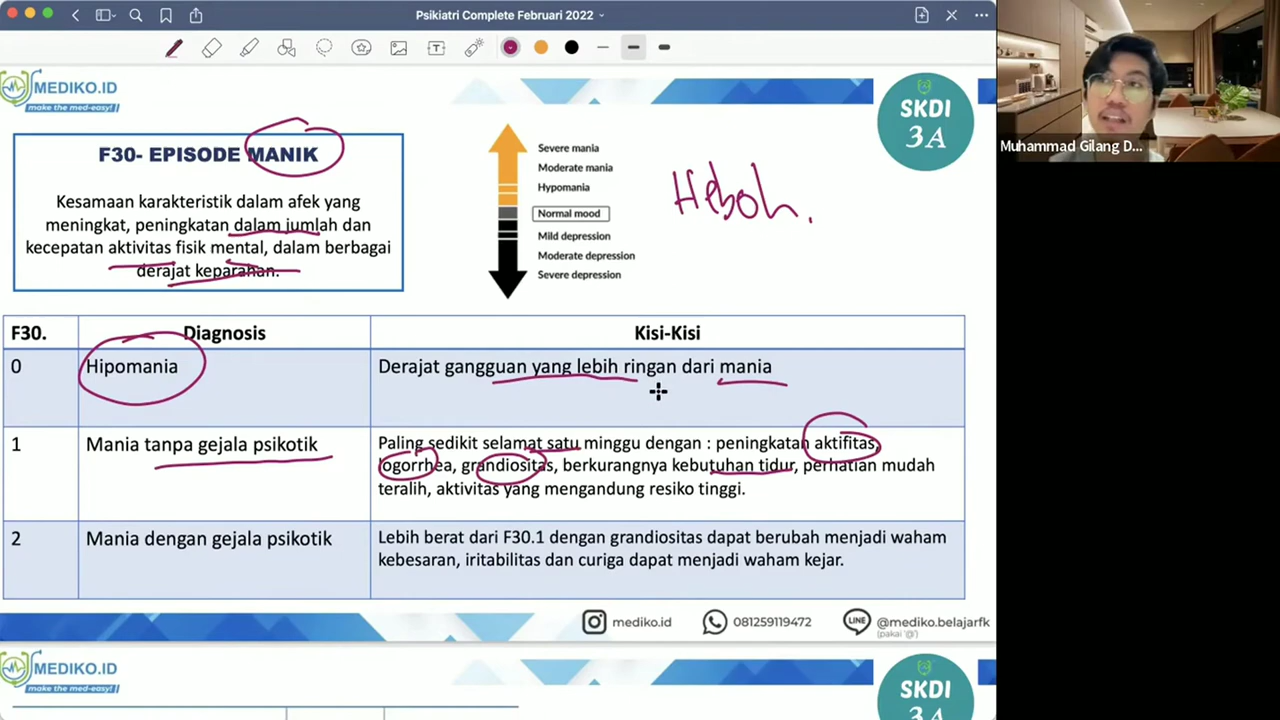 Psikiatri Complete Februari 2022
MEDIKO.ID
make the med-easy!
SKDI
3A
F30- EPISODE MANIK
Kesamaan karakteristik dalam afek yang
meningkat, peningkatan dalam jumlah dan
kecepatan aktivitas fisik mental, dalam berbagai
derajat keparahan.
Severe mania
Moderate mania
Hypomania
Normal mood
Mild depression
Moderate depression
Severe depression
Heboh.
Muhammad Gilang D...
F30. Diagnosis Kisi-Kisi
0 Hipomania Derajat gangguan yang lebih ringan dari mania
1 Mania tanpa gejala psikotik Paling sedikit selamat satu minggu dengan : peningkatan aktifitas,
logorrhea, grandiositas, berkurangnya kebutuhan tidur, perhatian mudah
teralih, aktivitas yang mengandung resiko tinggi.
2 Mania dengan gejala psikotik Lebih berat dari F30.1 dengan grandiositas dapat berubah menjadi waham
kebesaran, iritabilitas dan curiga dapat menjadi waham kejar.
mediko.id 081259119472 LINE @mediko.belajarfk
(pakai '@')
MEDIKO.ID
make the med-easy!
SKDI
3A